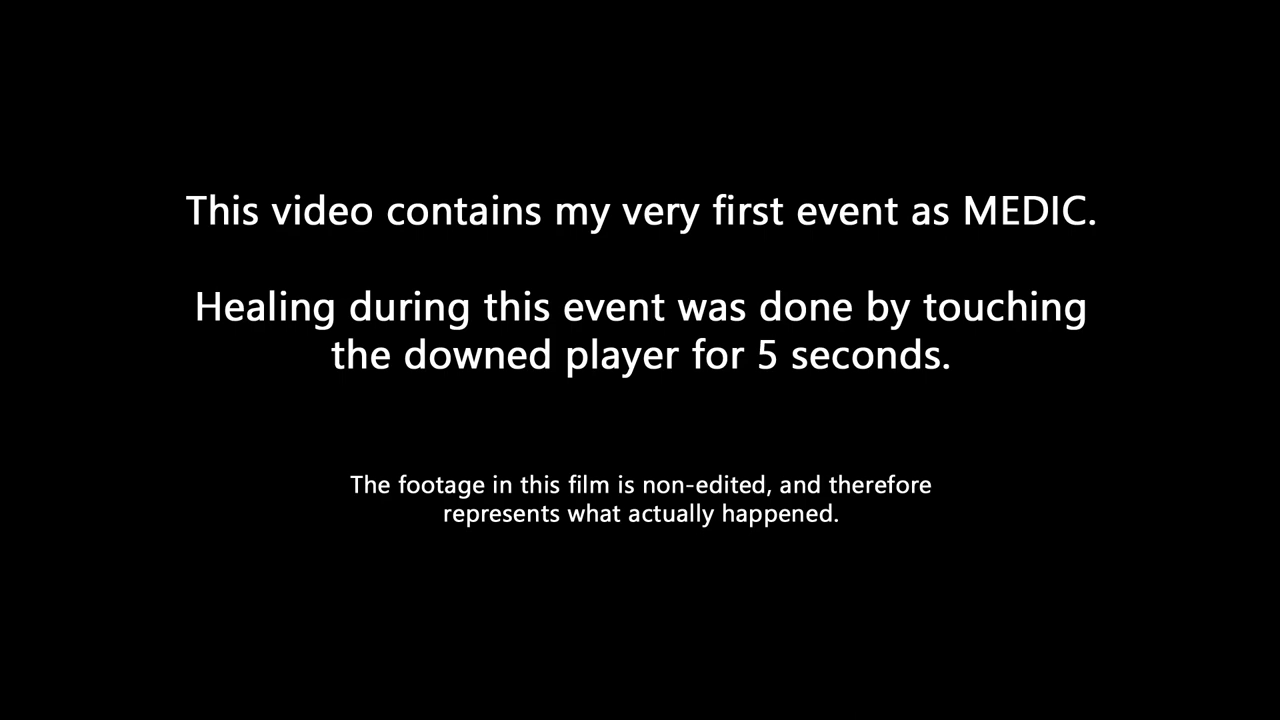 This video contains my very first event as MEDIC.
Healing during this event was done by touching
the downed player for 5 seconds.
The footage in this film is non-edited, and therefore
represents what actually happened.